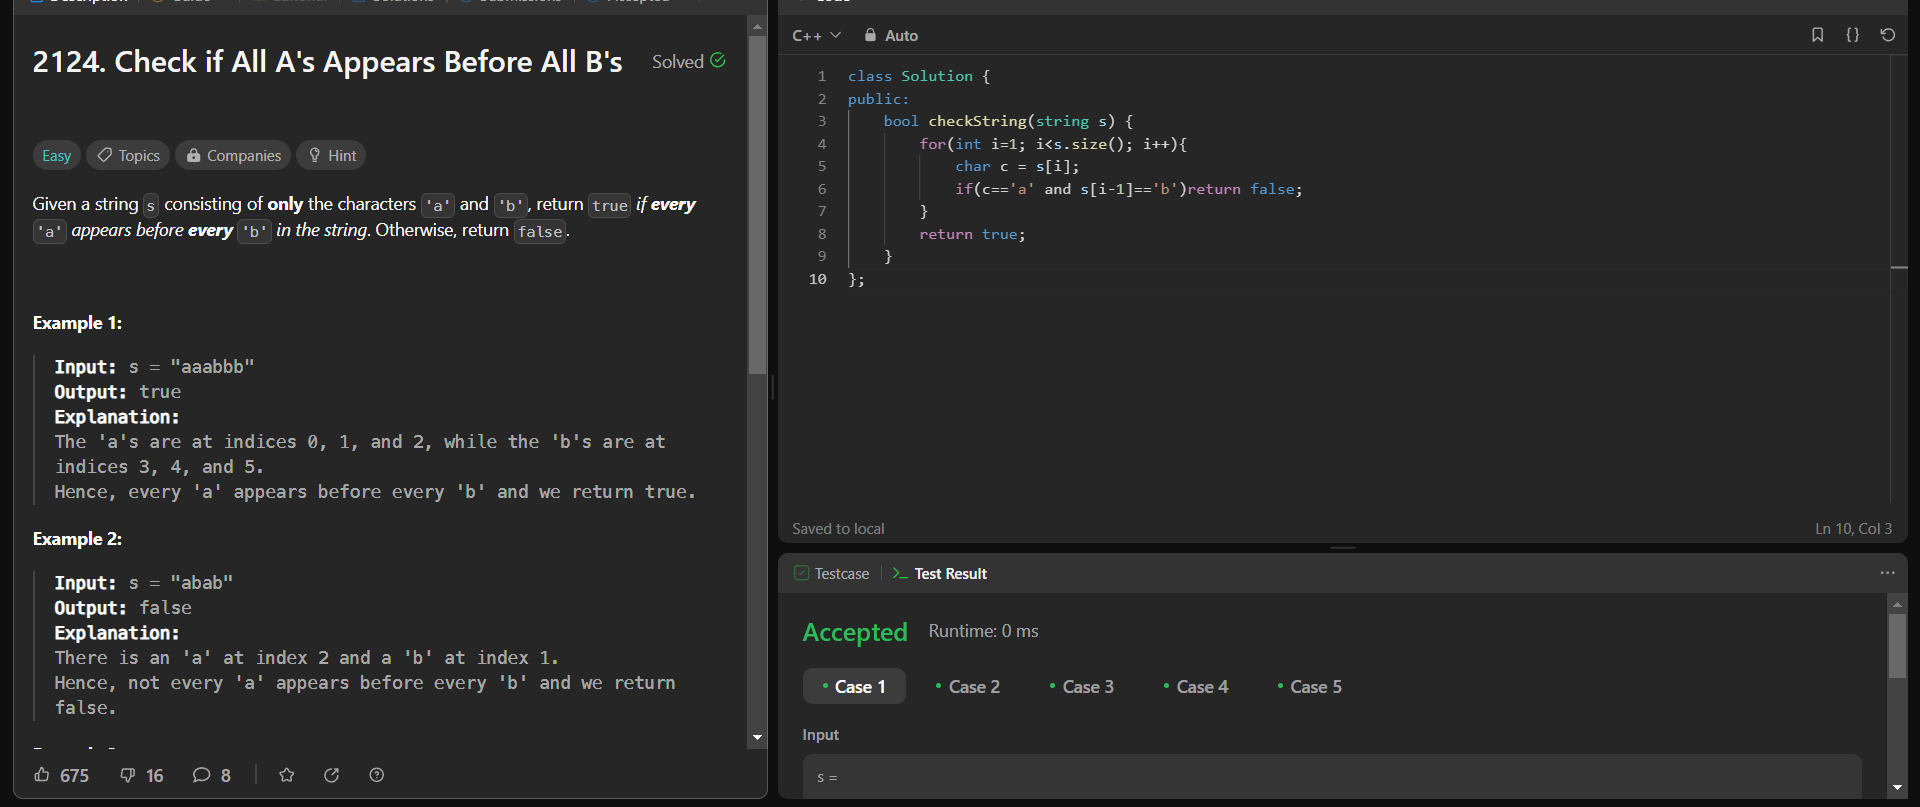 2124. Check if All A's Appears Before All B's
Solved
Easy
Topics
Companies
Hint
Given a string s consisting of only the characters 'a' and 'b', return true if every
'a' appears before every 'b' in the string. Otherwise, return false.
Example 1:
Input: s = "aaabbb"
Output: true
Explanation:
The 'a's are at indices 0, 1, and 2, while the 'b's are at
indices 3, 4, and 5.
Hence, every 'a' appears before every 'b' and we return true.
Example 2:
Input: s = "abab"
Output: false
Explanation:
There is an 'a' at index 2 and a 'b' at index 1.
Hence, not every 'a' appears before every 'b' and we return
false.
675
16
8
C++
Auto
1 class Solution {
2 public:
3 bool checkString(string s) {
4 for(int i=1; i<s.size(); i++){
5 char c = s[i];
6 if(c=='a' and s[i-1]=='b')return false;
7 }
8 return true;
9 }
10 };
Saved to local
Ln 10, Col 3
Testcase
Test Result
Accepted
Runtime: 0 ms
Case 1
Case 2
Case 3
Case 4
Case 5
Input
s =